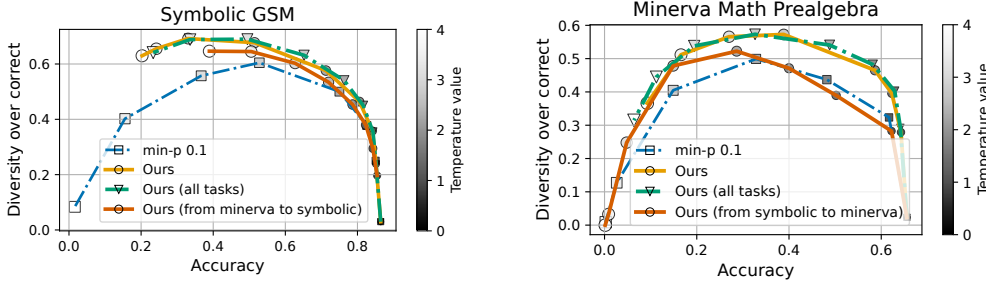 Symbolic GSM
Diversity over correct
0.6
0.4
0.2
0.0
min-p 0.1
Ours
Ours (all tasks)
Ours (from minerva to symbolic)
0.0 0.2 0.4 0.6 0.8
Accuracy
4
3
2
1
0
Temperature value
Minerva Math Prealgebra
Diversity over correct
0.6
0.5
0.4
0.3
0.2
0.1
0.0
min-p 0.1
Ours
Ours (all tasks)
Ours (from symbolic to minerva)
0.0 0.2 0.4 0.6
Accuracy
4
3
2
1
0
Temperature value